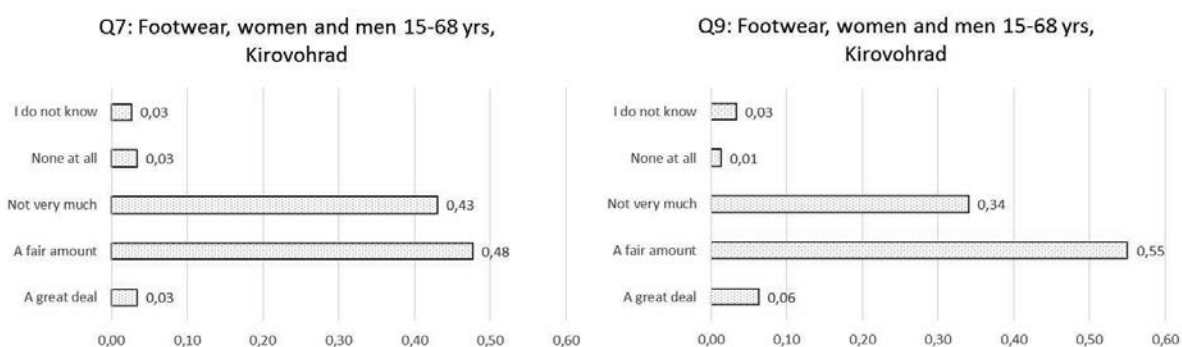 Q7: Footwear, women and men 15-68 yrs,
Kirovohrad
I do not know
0,03
None at all
0,03
Not very much
0,43
A fair amount
0,48
A great deal
0,03
0,00 0,10 0,20 0,30 0,40 0,50 0,60
Q9: Footwear, women and men 15-68 yrs,
Kirovohrad
I do not know
0,03
None at all
0,01
Not very much
0,34
A fair amount
0,55
A great deal
0,06
0,00 0,10 0,20 0,30 0,40 0,50 0,60